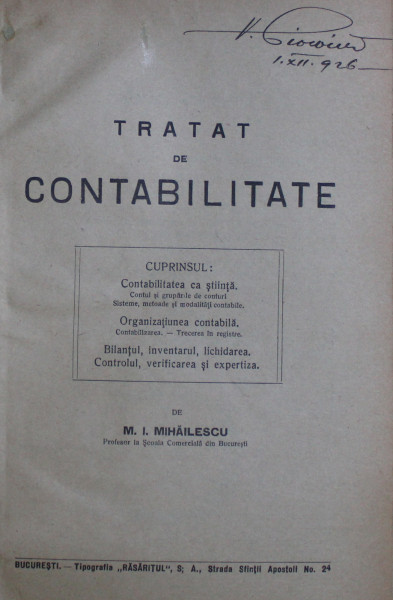 V.
1.XII.926
TRATAT
DE
CONTABILITATE
CUPRINSUL:
Contabilitatea ca știință.
Contul și grupările de conturi
Sisteme, metoade și modalități contabile.
Organizațiunea contabilă.
Contabilizarea. — Trecerea în registre.
Bilanțul, inventarul, lichidarea.
Controlul, verificarea și expertiza.
DE
M. I. MIHĂILESCU
Profesor la Școala Comercială din București
BUCUREȘTI. — Tipografia „RĂSĂRITUL", S; A., Strada Sfinții Apostoli No. 24